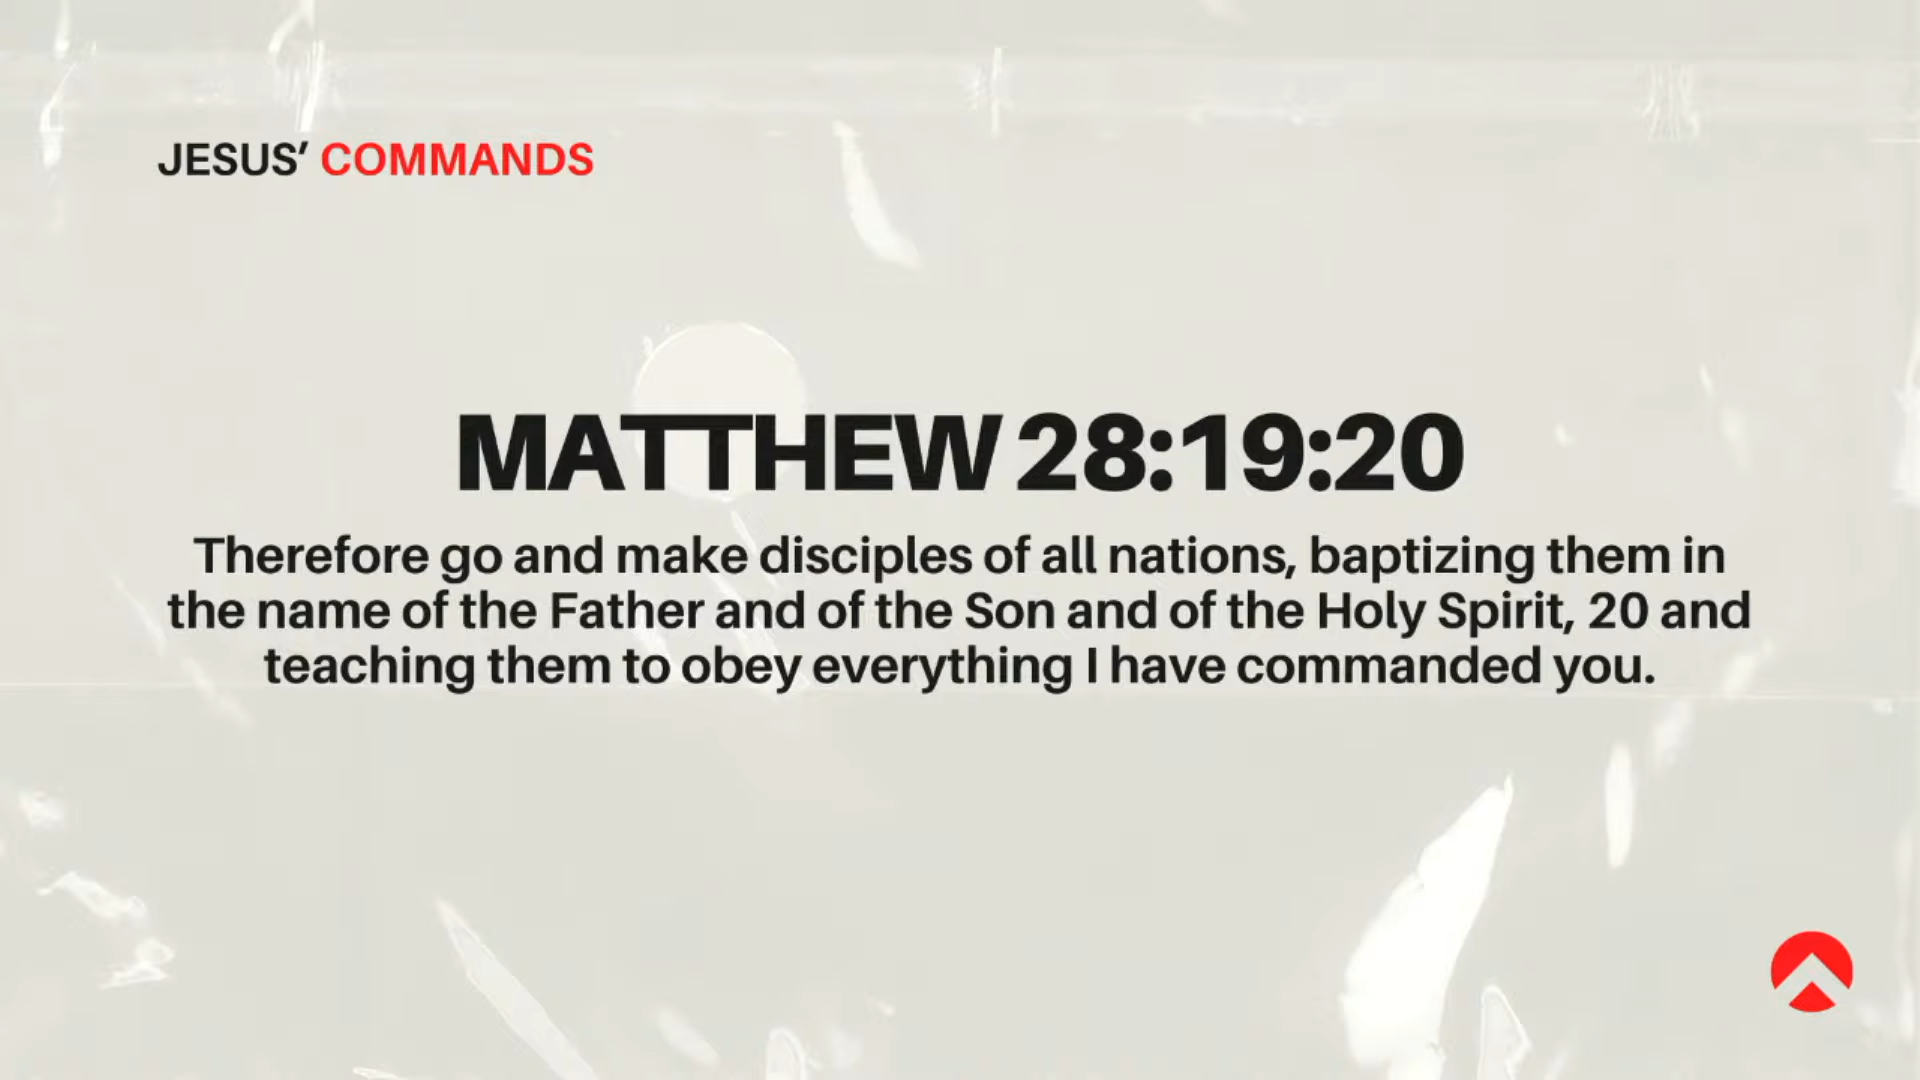 JESUS’ COMMANDS
MATTHEW 28:19:20
Therefore go and make disciples of all nations, baptizing them in
the name of the Father and of the Son and of the Holy Spirit, 20 and
teaching them to obey everything I have commanded you.